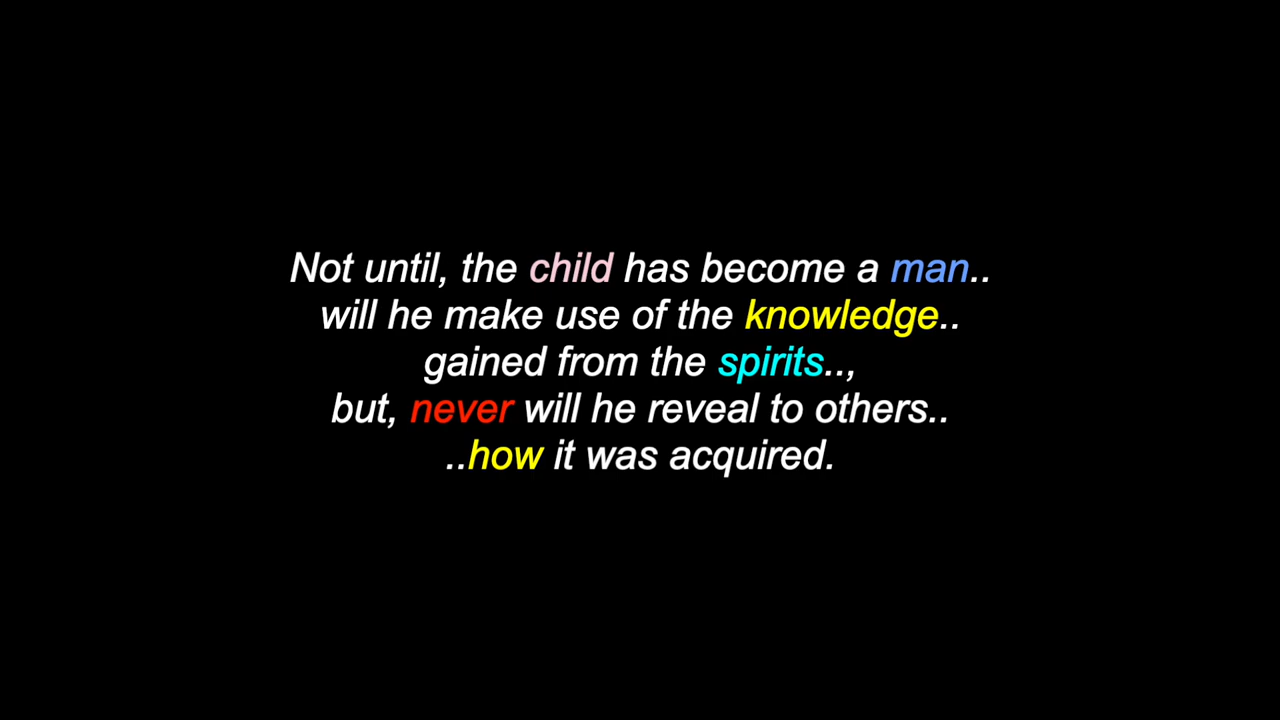 Not until, the child has become a man..
will he make use of the knowledge..
gained from the spirits..,
but, never will he reveal to others..
..how it was acquired.